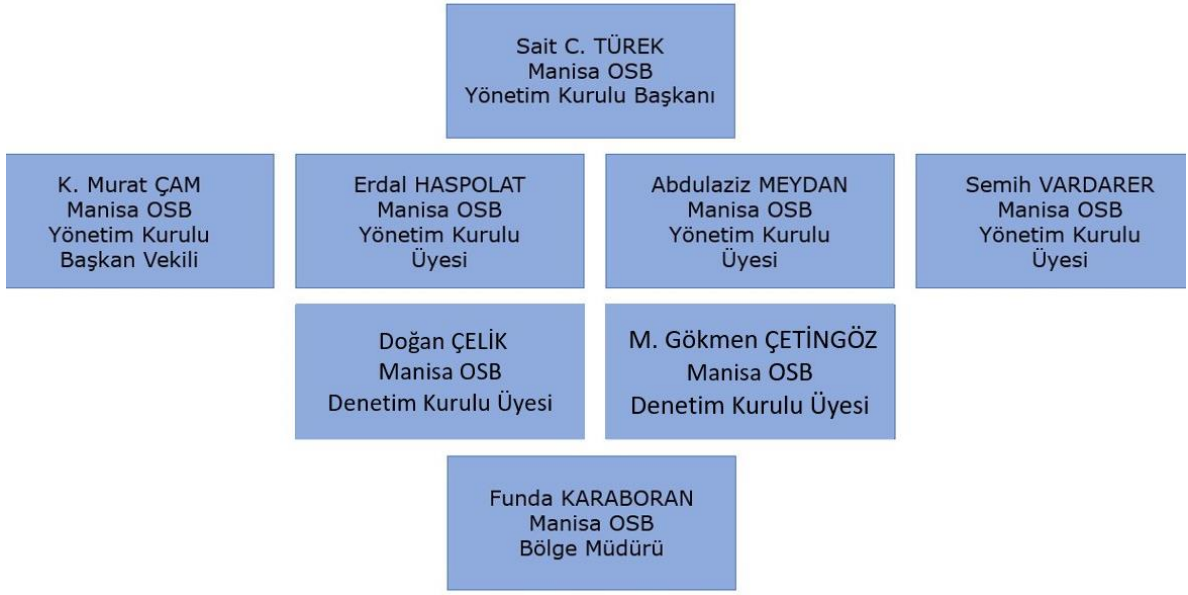 Sait C. TÜREK
Manisa OSB
Yönetim Kurulu Başkanı
K. Murat ÇAM
Manisa OSB
Yönetim Kurulu
Başkan Vekili
Erdal HASPOLAT
Manisa OSB
Yönetim Kurulu
Üyesi
Abdulaziz MEYDAN
Manisa OSB
Yönetim Kurulu
Üyesi
Semih VARDARER
Manisa OSB
Yönetim Kurulu
Üyesi
Doğan ÇELİK
Manisa OSB
Denetim Kurulu Üyesi
M. Gökmen ÇETİNGÖZ
Manisa OSB
Denetim Kurulu Üyesi
Funda KARABORAN
Manisa OSB
Bölge Müdürü